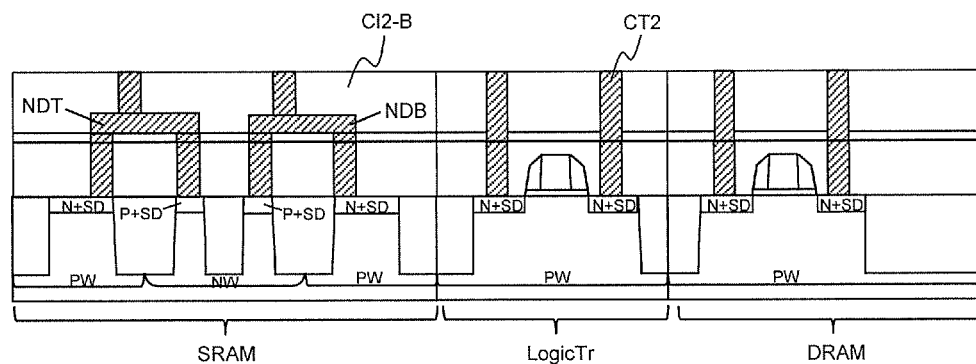 CI2-B
CT2
NDT
NDB
N+SD
P+SD
P+SD
N+SD
N+SD
N+SD
N+SD
N+SD
PW
NW
PW
PW
PW
SRAM
LogicTr
DRAM